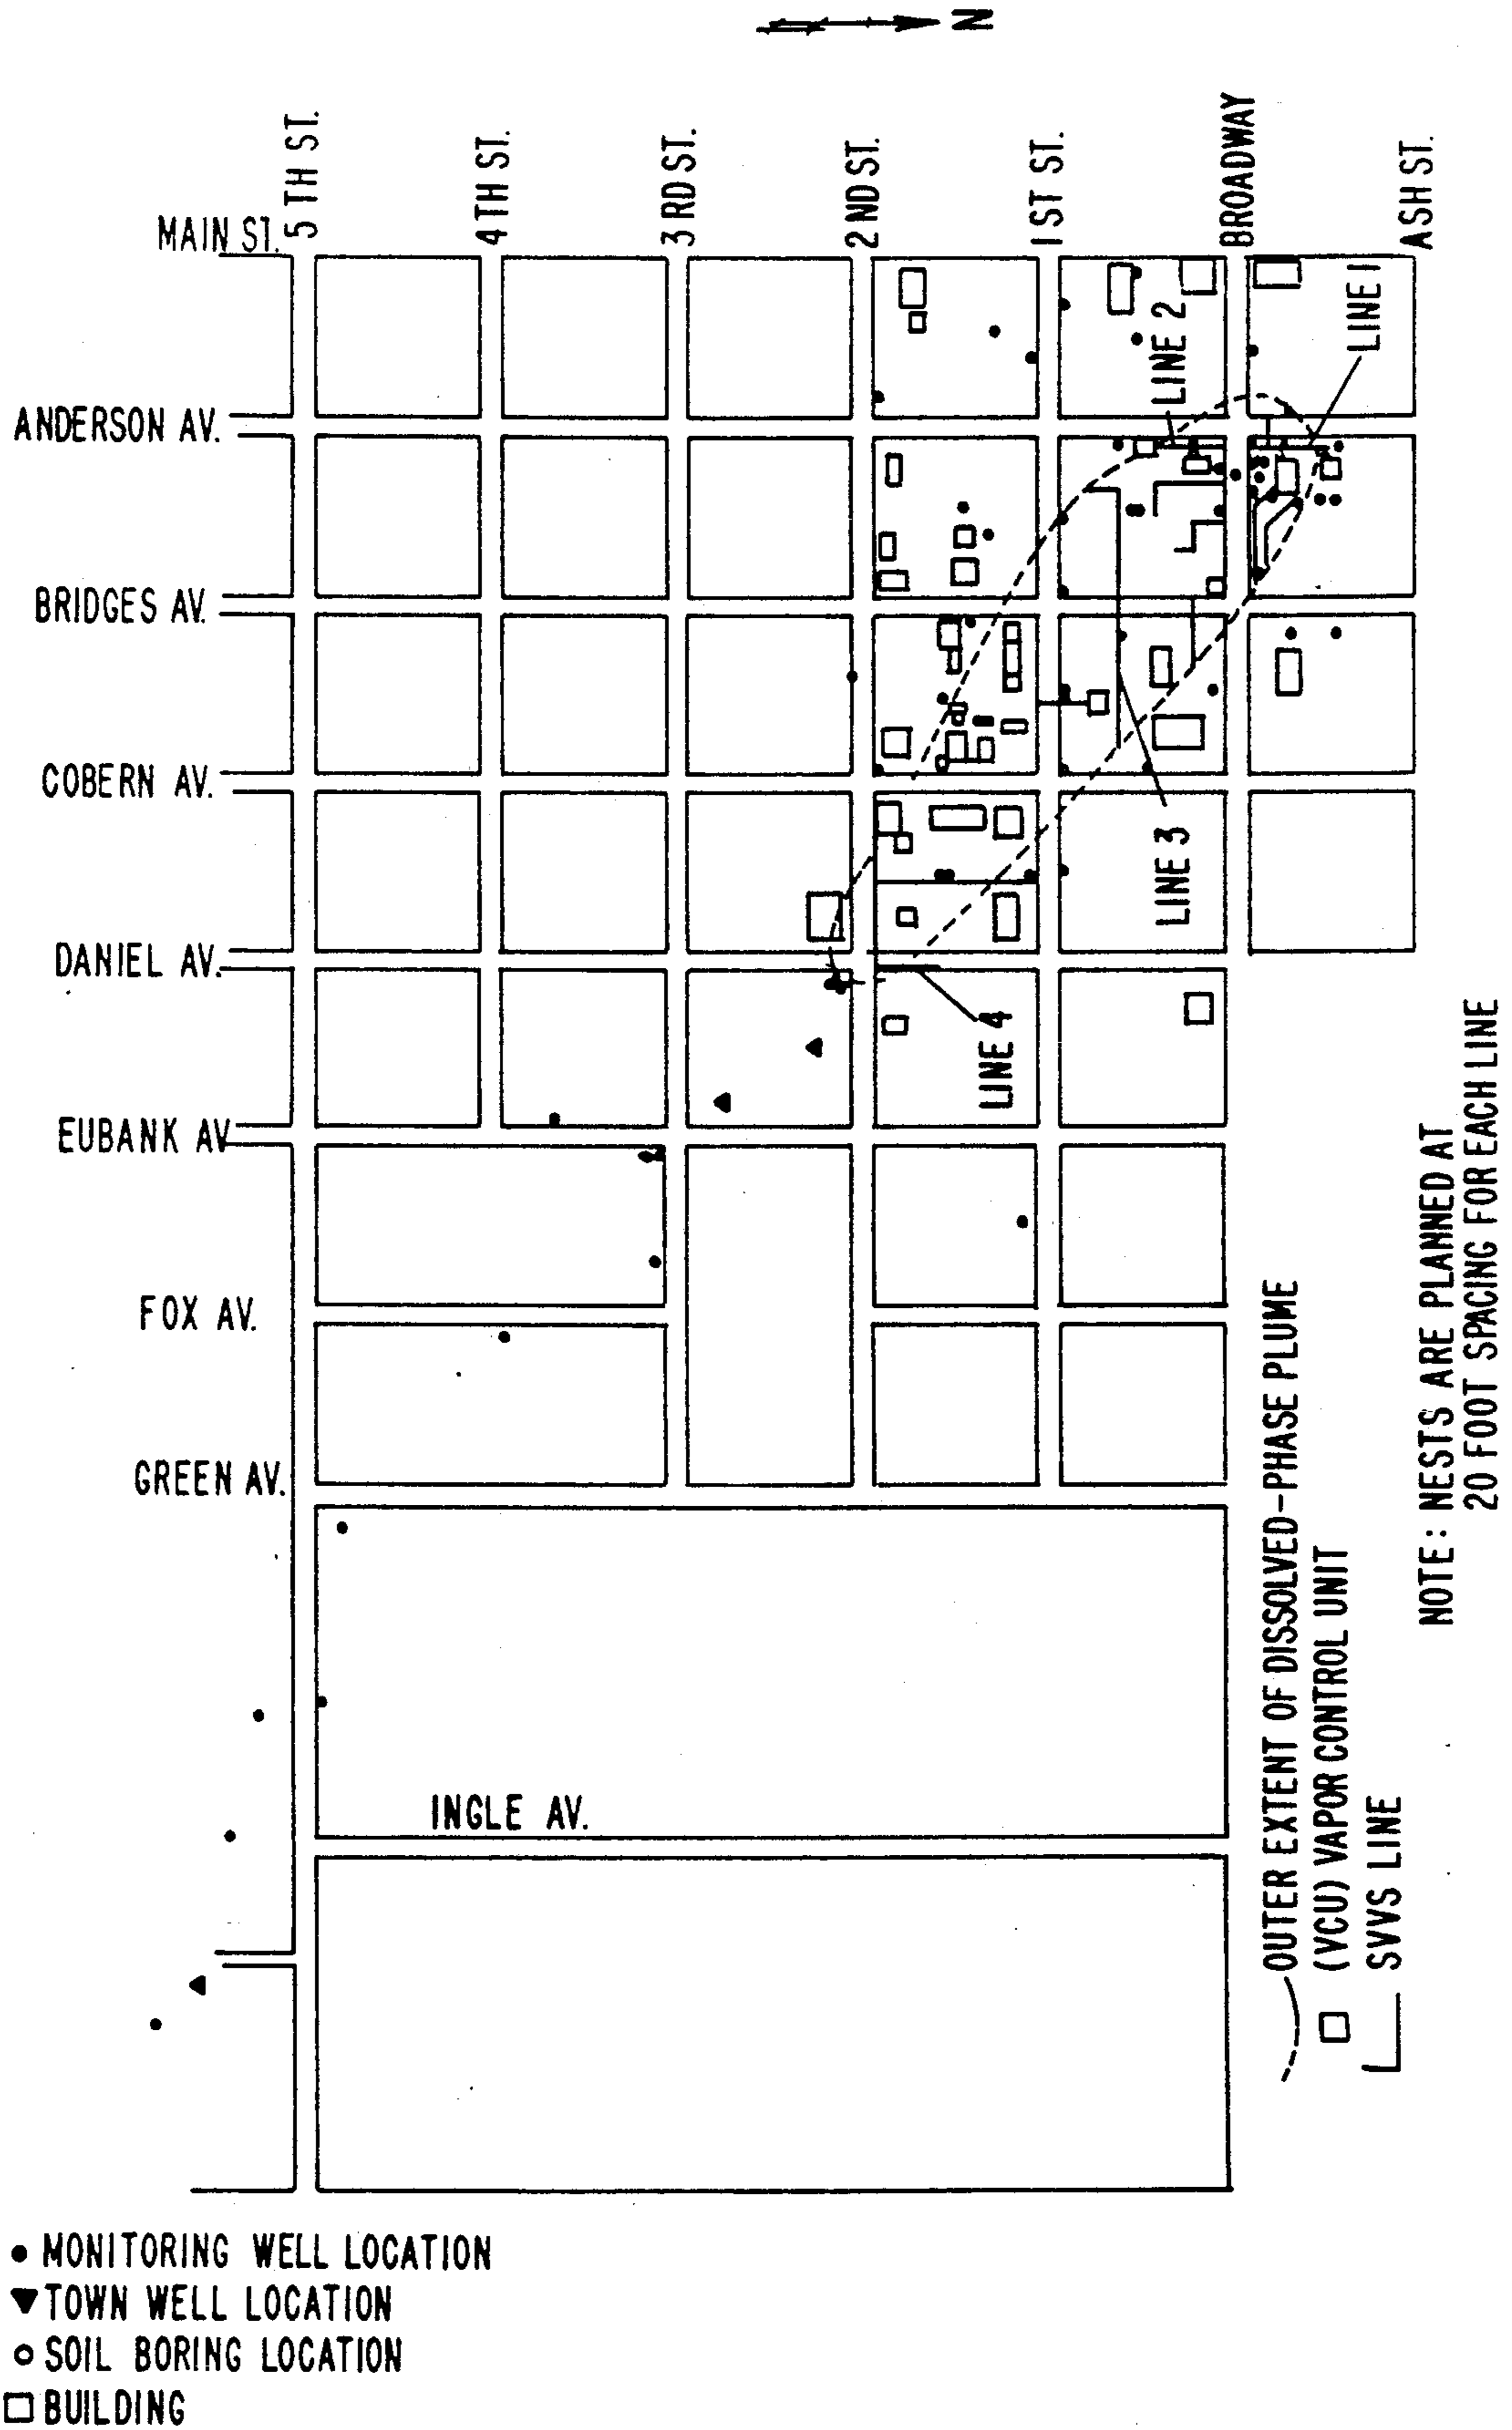 N
MAIN ST.
5 TH ST.
4 TH ST.
3 RD ST.
2 ND ST.
1 ST ST.
BROADWAY
ASH ST.
ANDERSON AV.
BRIDGES AV.
COBERN AV.
DANIEL AV.
EUBANK AV
FOX AV.
GREEN AV.
INGLE AV.
LINE 1
LINE 2
LINE 3
LINE 4
OUTER EXTENT OF DISSOLVED-PHASE PLUME
(VCU) VAPOR CONTROL UNIT
SVVS LINE
NOTE: NESTS ARE PLANNED AT
20 FOOT SPACING FOR EACH LINE
MONITORING WELL LOCATION
TOWN WELL LOCATION
SOIL BORING LOCATION
BUILDING